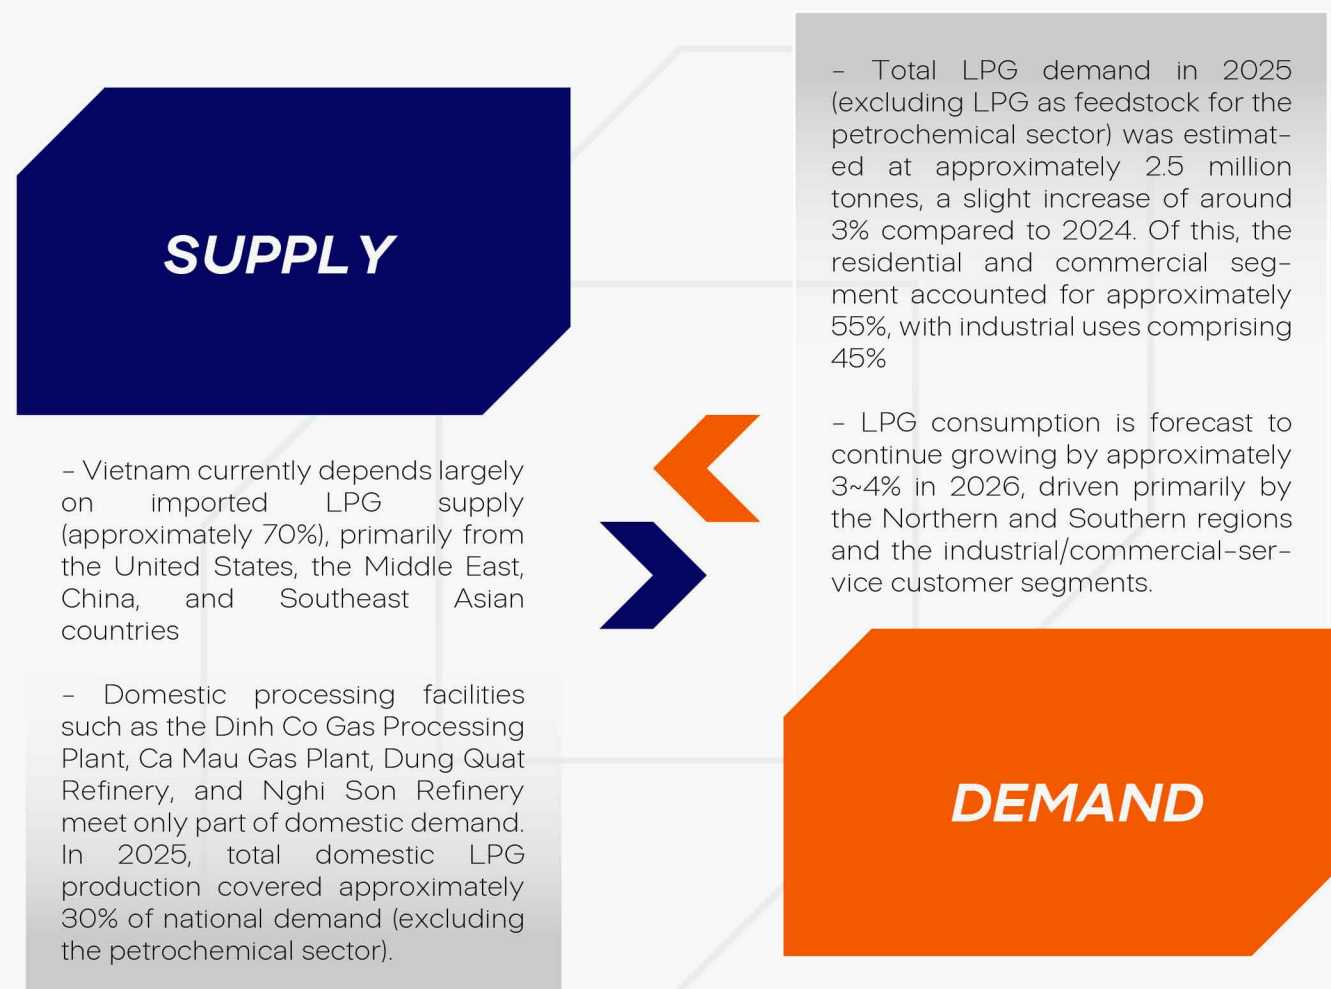 SUPPLY
- Vietnam currently depends largely
on imported LPG supply
(approximately 70%), primarily from
the United States, the Middle East,
China, and Southeast Asian
countries
- Domestic processing facilities
such as the Dinh Co Gas Processing
Plant, Ca Mau Gas Plant, Dung Quat
Refinery, and Nghi Son Refinery
meet only part of domestic demand.
In 2025, total domestic LPG
production covered approximately
30% of national demand (excluding
the petrochemical sector).
- Total LPG demand in 2025
(excluding LPG as feedstock for the
petrochemical sector) was estimat-
ed at approximately 2.5 million
tonnes, a slight increase of around
3% compared to 2024. Of this, the
residential and commercial seg-
ment accounted for approximately
55%, with industrial uses comprising
45%
- LPG consumption is forecast to
continue growing by approximately
3~4% in 2026, driven primarily by
the Northern and Southern regions
and the industrial/commercial-ser-
vice customer segments.
DEMAND